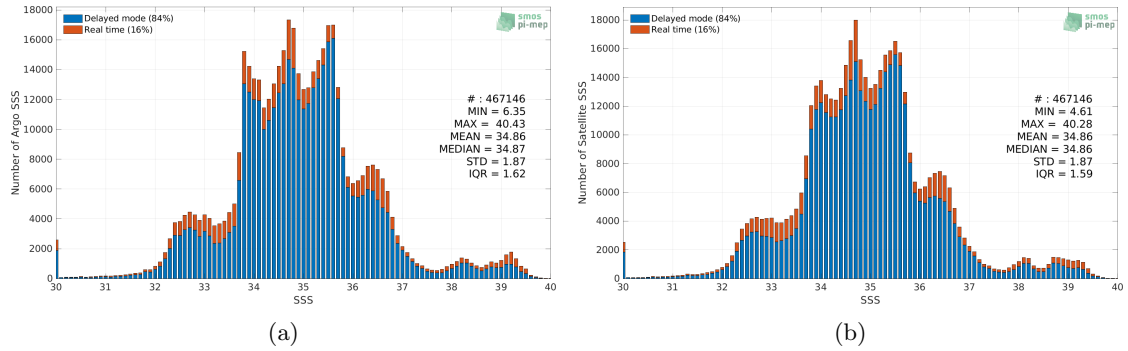 Delayed mode (84%)
Real time (16%)
smos
pi-mep
18000
16000
14000
12000
10000
8000
6000
4000
2000
0
Number of Argo SSS
# : 467146
MIN = 6.35
MAX = 40.43
MEAN = 34.86
MEDIAN = 34.87
STD = 1.87
IQR = 1.62
30 31 32 33 34 35 36 37 38 39 40
SSS
(a)
Delayed mode (84%)
Real time (16%)
smos
pi-mep
18000
16000
14000
12000
10000
8000
6000
4000
2000
0
Number of Satellite SSS
# : 467146
MIN = 4.61
MAX = 40.28
MEAN = 34.86
MEDIAN = 34.86
STD = 1.87
IQR = 1.59
30 31 32 33 34 35 36 37 38 39 40
SSS
(b)